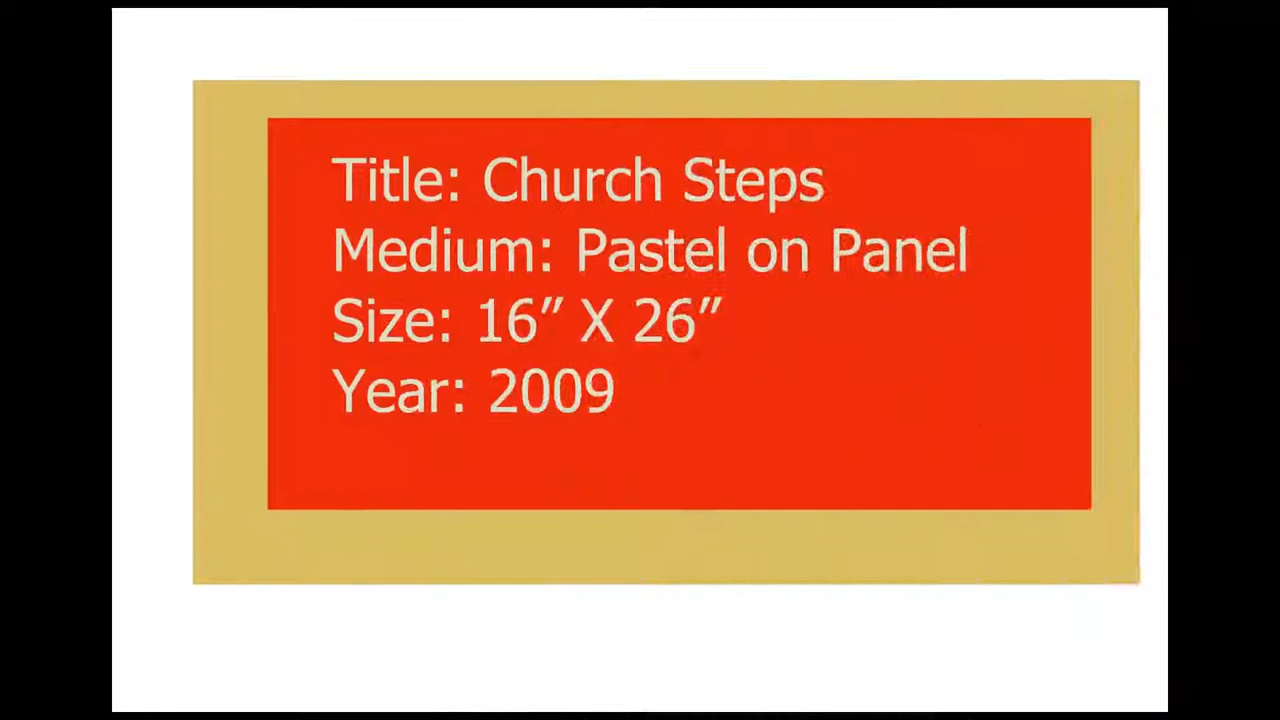 Title: Church Steps
Medium: Pastel on Panel
Size: 16” X 26”
Year: 2009